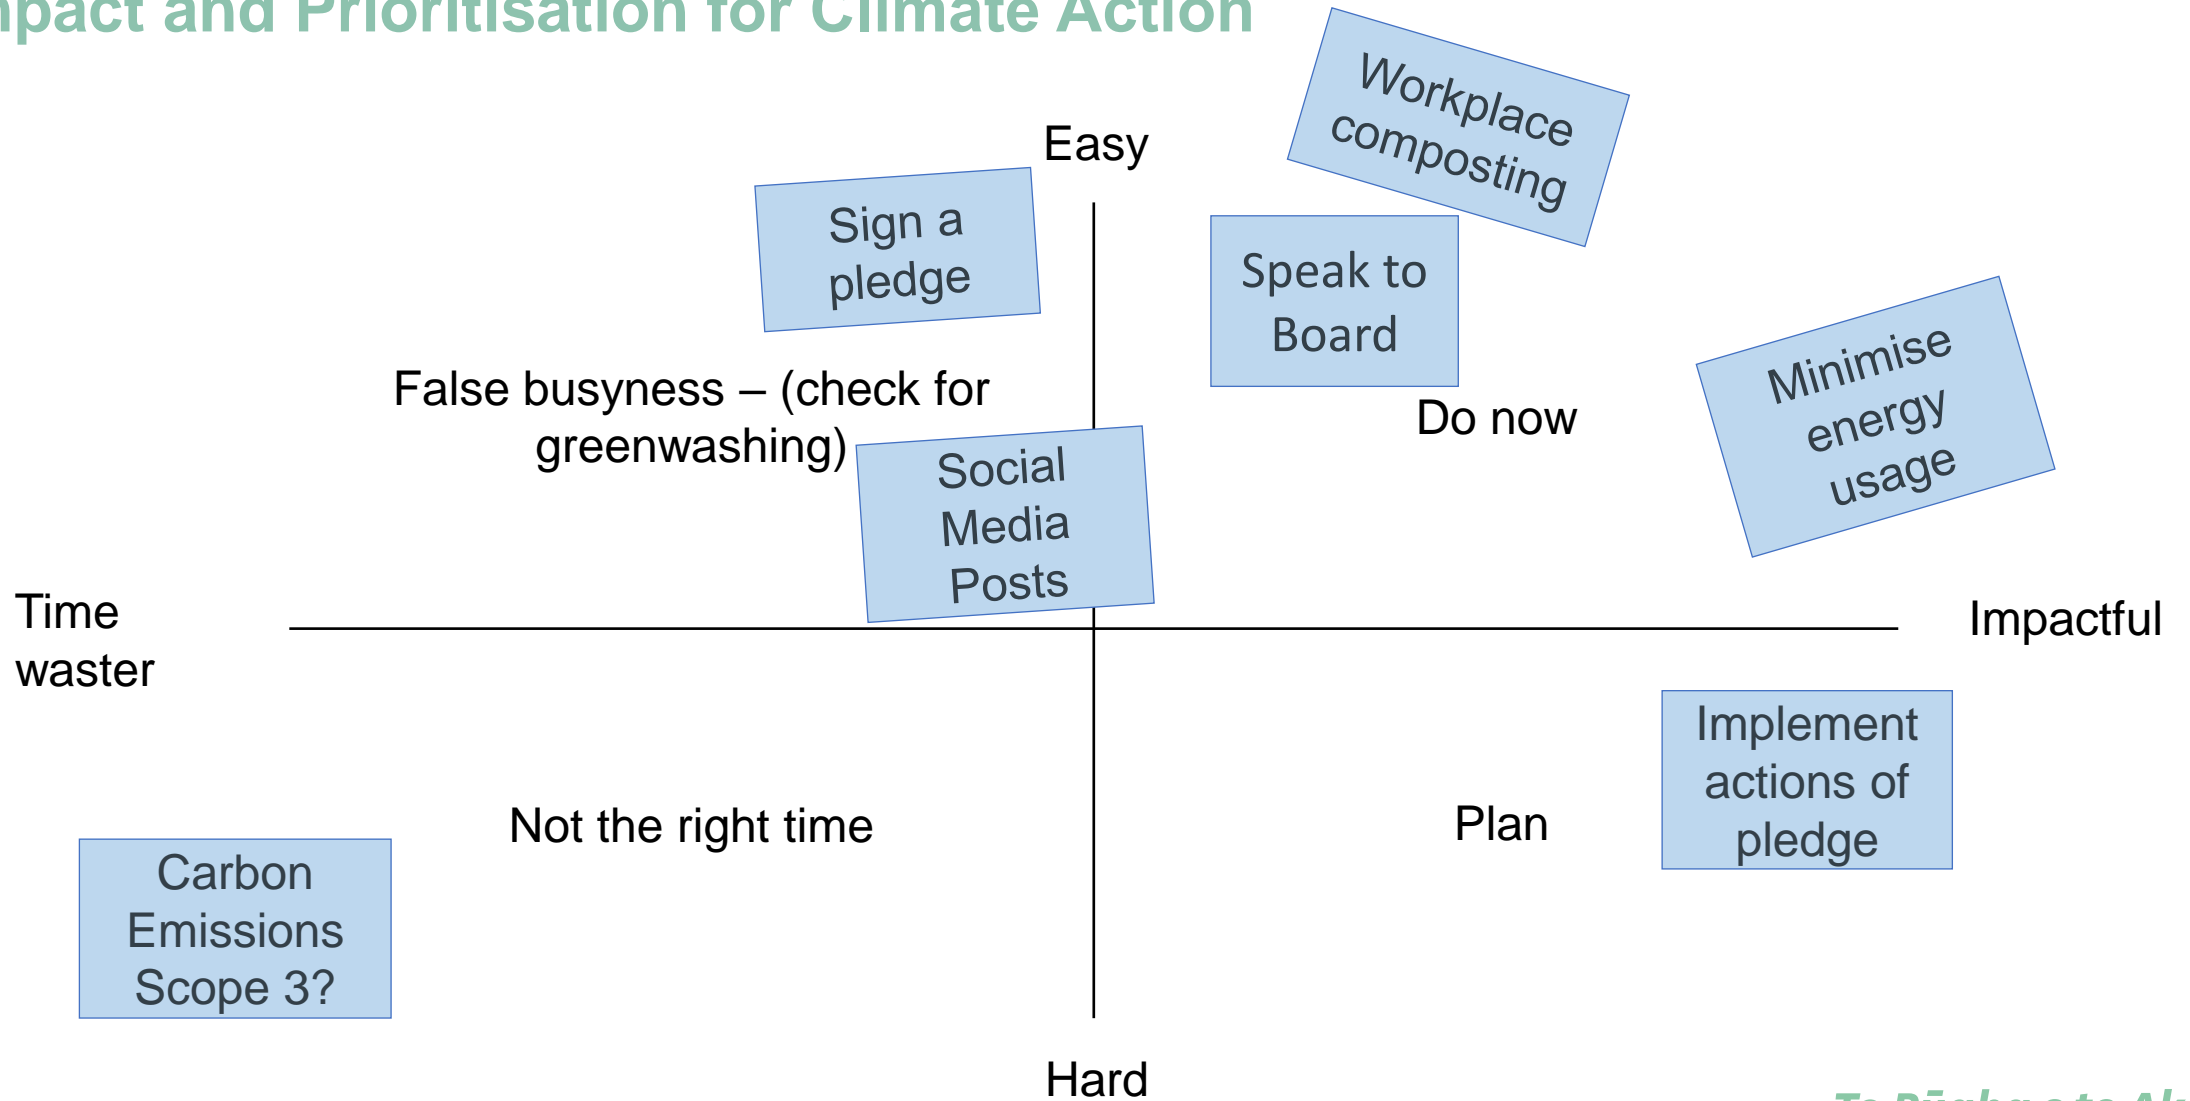 and Prioritisation for Climate Action
Workplace
composting
Easy
Sign a
pledge
Speak to
Board
Minimise
energy
usage
False busyness – (check for
greenwashing)
Do now
Social
Media
Posts
Time
waster
Impactful
Implement
actions of
pledge
Not the right time
Plan
Carbon
Emissions
Scope 3?
Hard